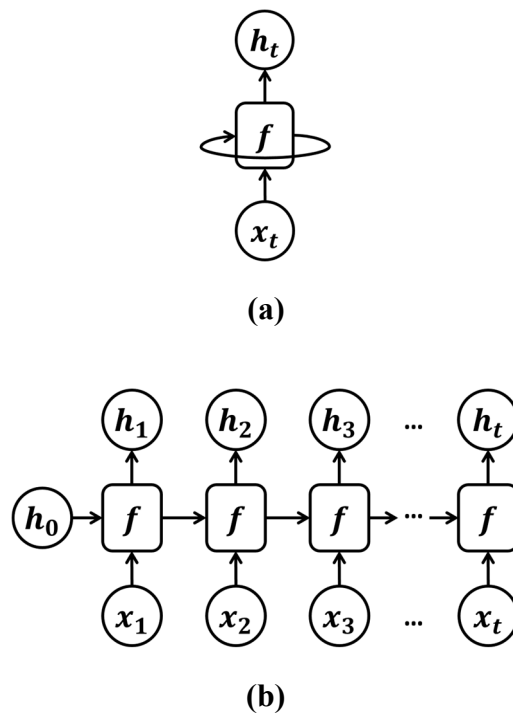 h_t
f
x_t
(a)
h_1 h_2 h_3 ... h_t
h_0 f f f ... f
x_1 x_2 x_3 ... x_t
(b)